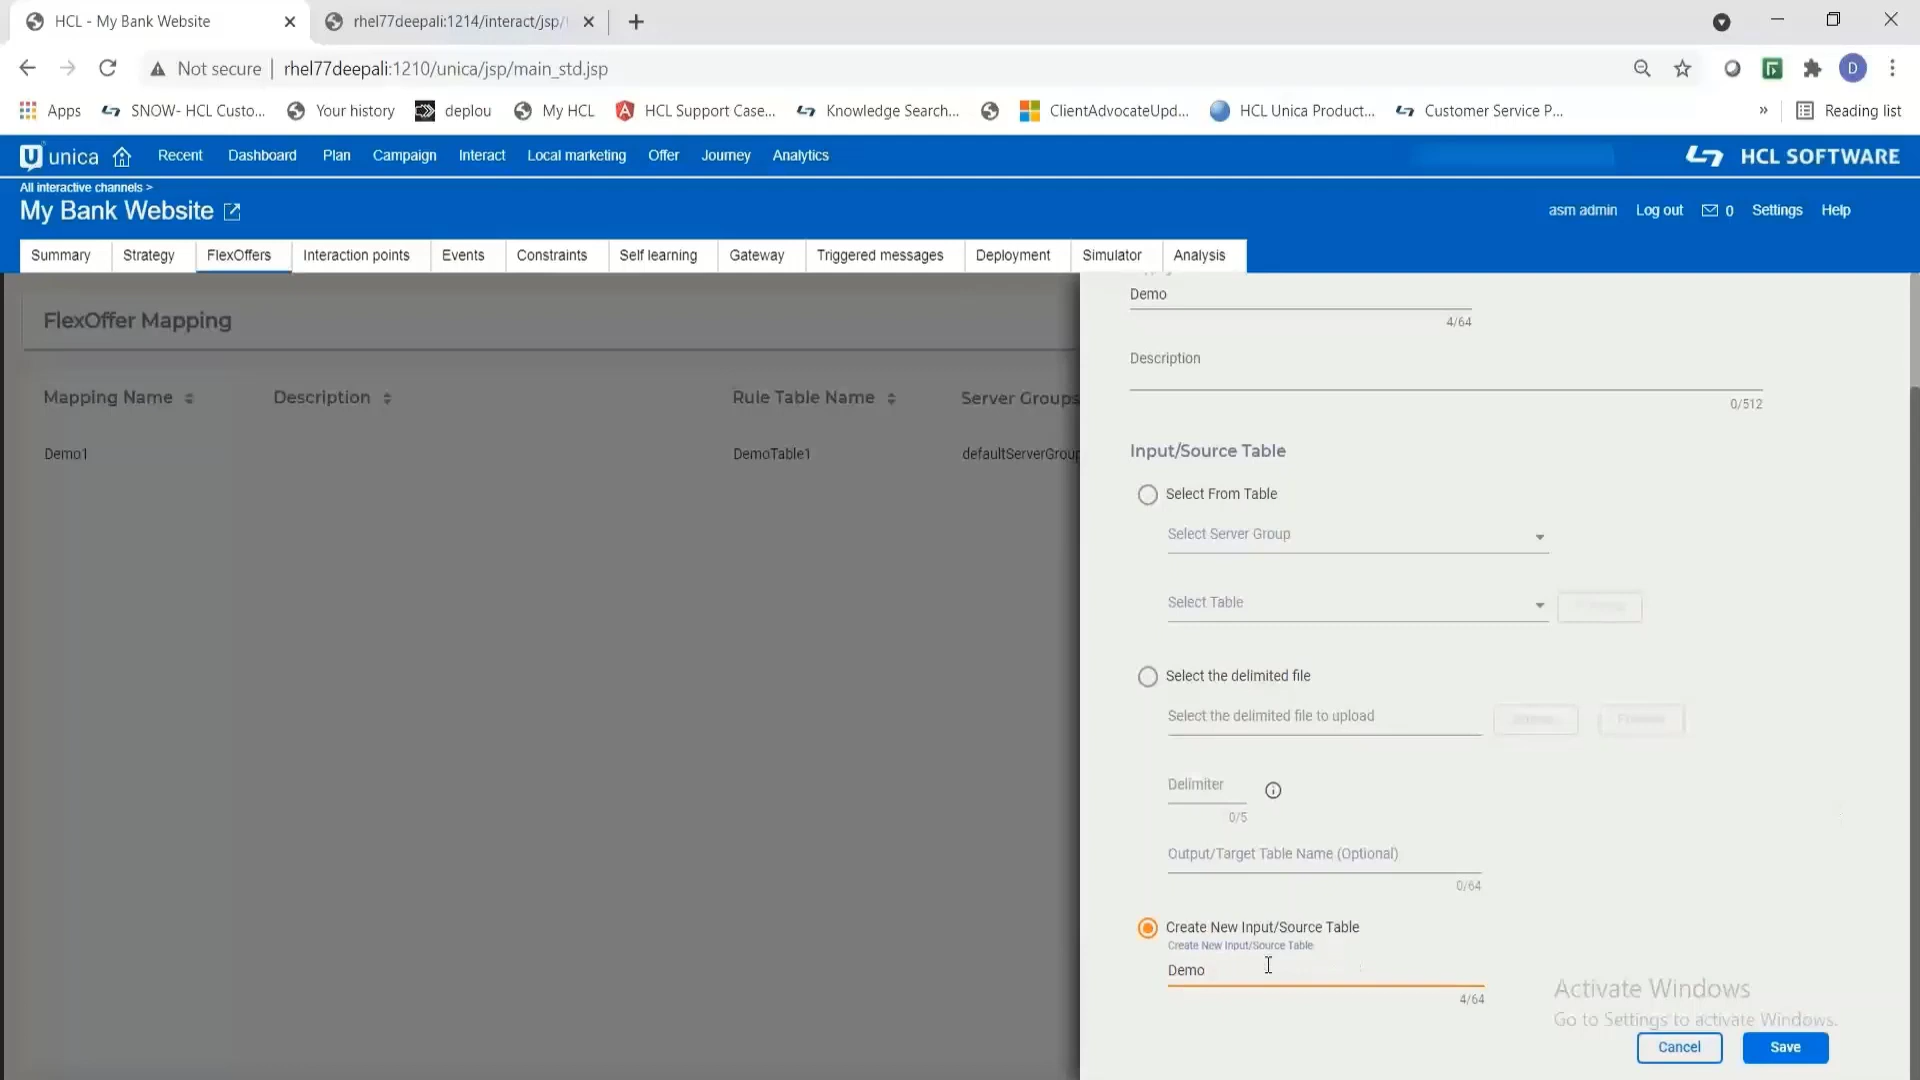 HCL - My Bank Website
rhel77deepali:1214/interact/jsp/
Not secure
rhel77deepali:1210/unica/jsp/main_std.jsp
D
Apps
SNOW- HCL Custo...
Your history
deplou
My HCL
HCL Support Case...
Knowledge Search...
ClientAdvocateUpd...
HCL Unica Product...
Customer Service P...
»
Reading list
unica
Recent
Dashboard
Plan
Campaign
Interact
Local marketing
Offer
Journey
Analytics
HCL SOFTWARE
All interactive channels >
My Bank Website
asm admin
Log out
0
Settings
Help
Summary
Strategy
FlexOffers
Interaction points
Events
Constraints
Self learning
Gateway
Triggered messages
Deployment
Simulator
Analysis
FlexOffer Mapping
Mapping Name
Description
Rule Table Name
Server Groups
Demo1
DemoTable1
defaultServerGroup
Demo
4/64
Description
0/512
Input/Source Table
Select From Table
Select Server Group
Select Table
Select the delimited file
Select the delimited file to upload
Delimiter
0/5
Output/Target Table Name (Optional)
0/64
Create New Input/Source Table
Create New Input/Source Table
Demo
4/64
Activate Windows
Go to Settings to activate Windows.
Cancel
Save